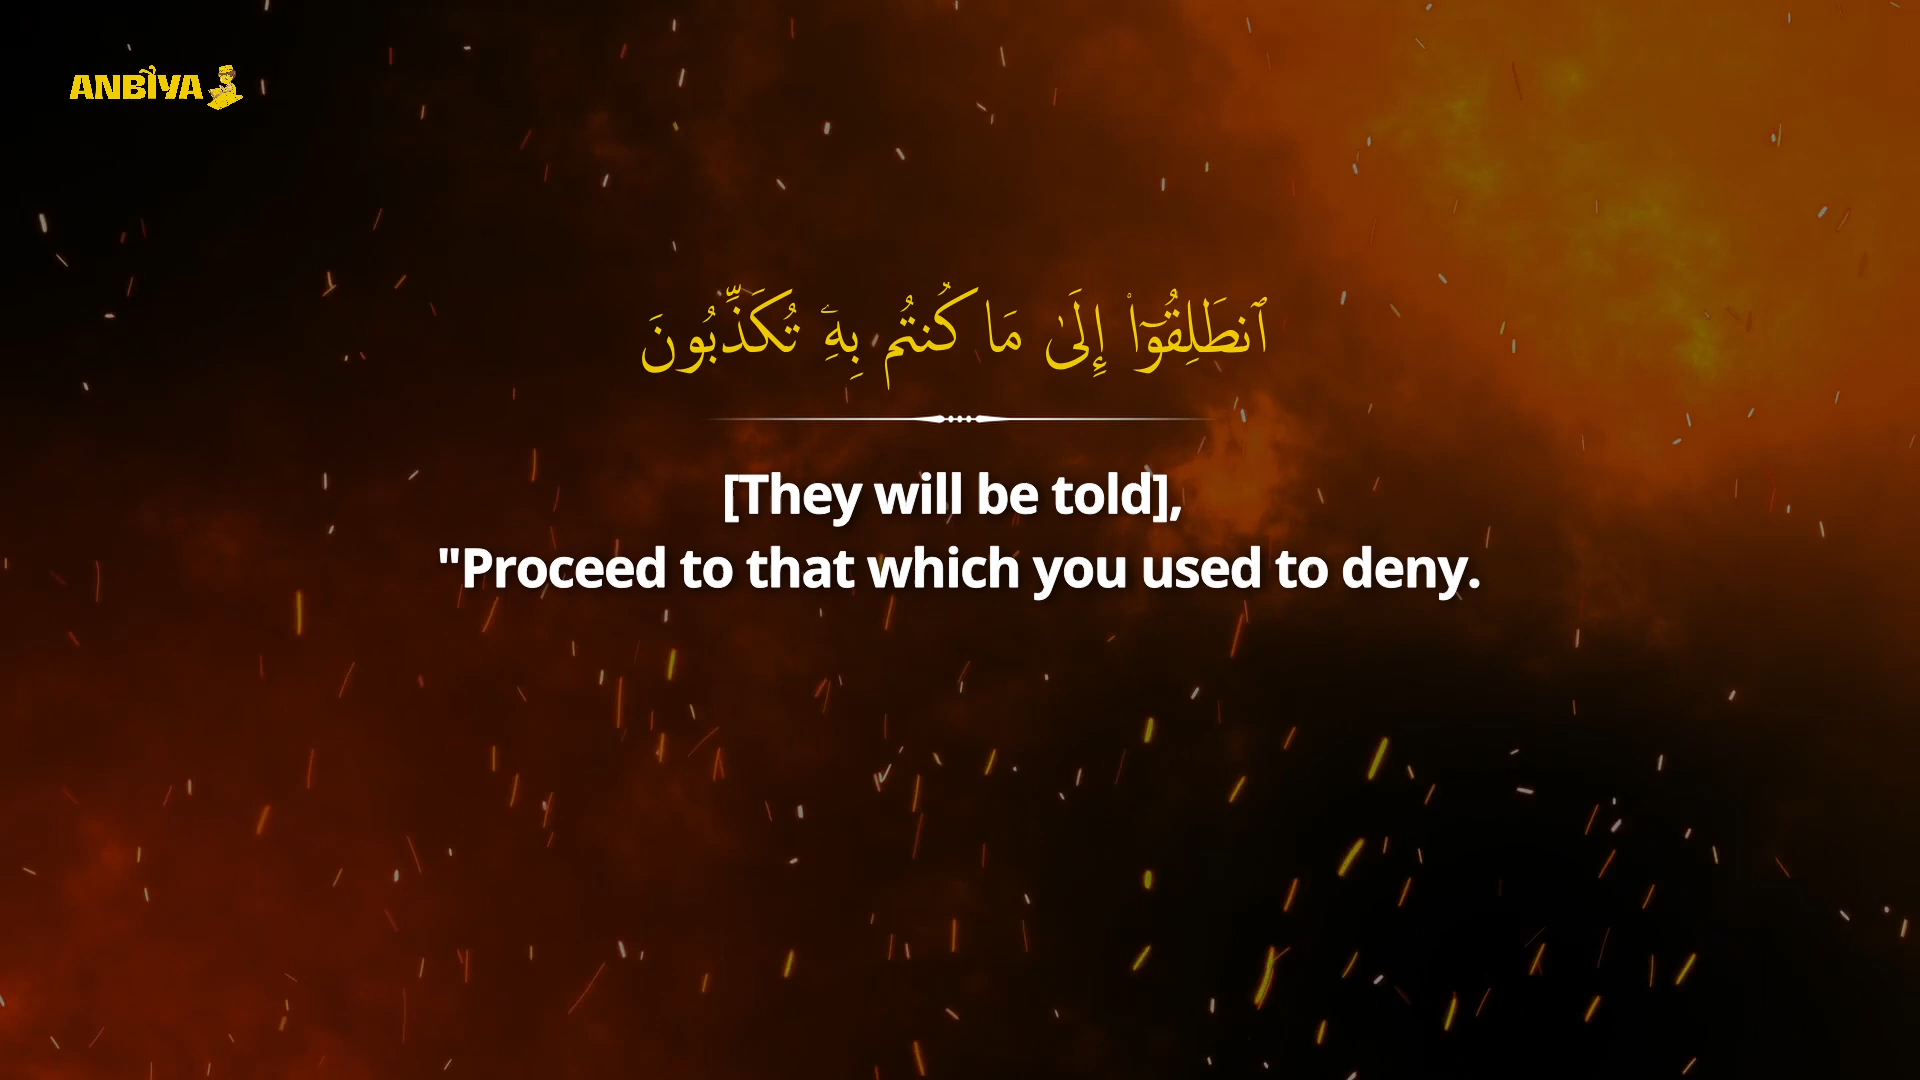 ANBIYA
ٱنطَلِقُوٓا۟ إِلَىٰ مَا كُنتُم بِهِۦ تُكَذِّبُونَ
[They will be told],
"Proceed to that which you used to deny.